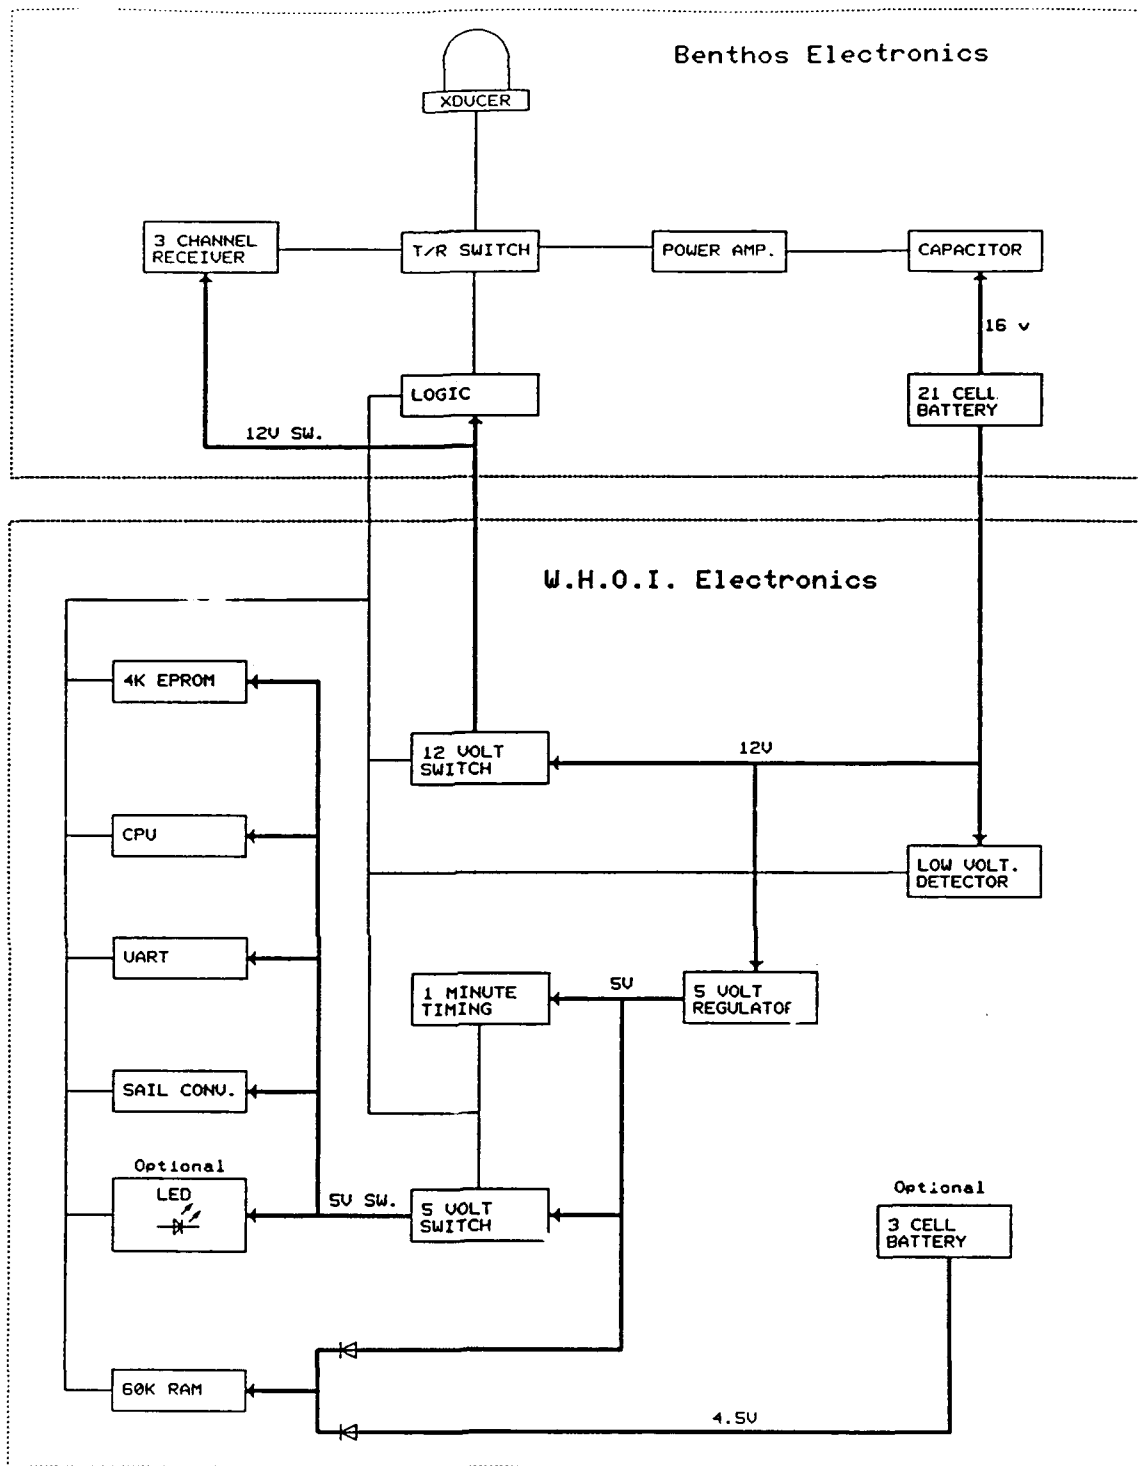 Benthos Electronics
XDUCER
3 CHANNEL
RECEIVER
T/R SWITCH
POWER AMP.
CAPACITOR
16 v
LOGIC
21 CELL
BATTERY
12V SW.
W.H.O.I. Electronics
4K EPROM
12 VOLT
SWITCH
12V
CPU
LOW VOLT.
DETECTOR
UART
1 MINUTE
TIMING
5V
5 VOLT
REGULATOR
SAIL CONV.
Optional
LED
5V SW.
5 VOLT
SWITCH
Optional
3 CELL
BATTERY
60K RAM
4.5V